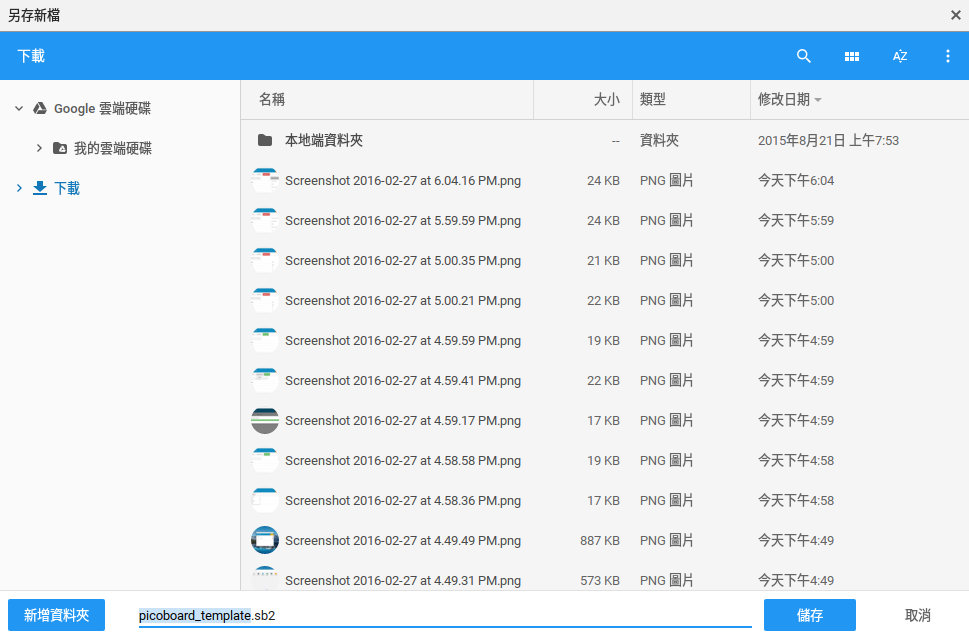 另存新檔
下載
AZ
Google 雲端硬碟
我的雲端硬碟
下載
名稱 大小 類型 修改日期
本地端資料夾 -- 資料夾 2015年8月21日 上午7:53
Screenshot 2016-02-27 at 6.04.16 PM.png 24 KB PNG 圖片 今天下午6:04
Screenshot 2016-02-27 at 5.59.59 PM.png 24 KB PNG 圖片 今天下午5:59
Screenshot 2016-02-27 at 5.00.35 PM.png 21 KB PNG 圖片 今天下午5:00
Screenshot 2016-02-27 at 5.00.21 PM.png 22 KB PNG 圖片 今天下午5:00
Screenshot 2016-02-27 at 4.59.59 PM.png 19 KB PNG 圖片 今天下午4:59
Screenshot 2016-02-27 at 4.59.41 PM.png 22 KB PNG 圖片 今天下午4:59
Screenshot 2016-02-27 at 4.59.17 PM.png 17 KB PNG 圖片 今天下午4:59
Screenshot 2016-02-27 at 4.58.58 PM.png 19 KB PNG 圖片 今天下午4:58
Screenshot 2016-02-27 at 4.58.36 PM.png 17 KB PNG 圖片 今天下午4:58
Screenshot 2016-02-27 at 4.49.49 PM.png 887 KB PNG 圖片 今天下午4:49
Screenshot 2016-02-27 at 4.49.31 PM.png 573 KB PNG 圖片 今天下午4:49
新增資料夾 picoboard_template.sb2 儲存 取消